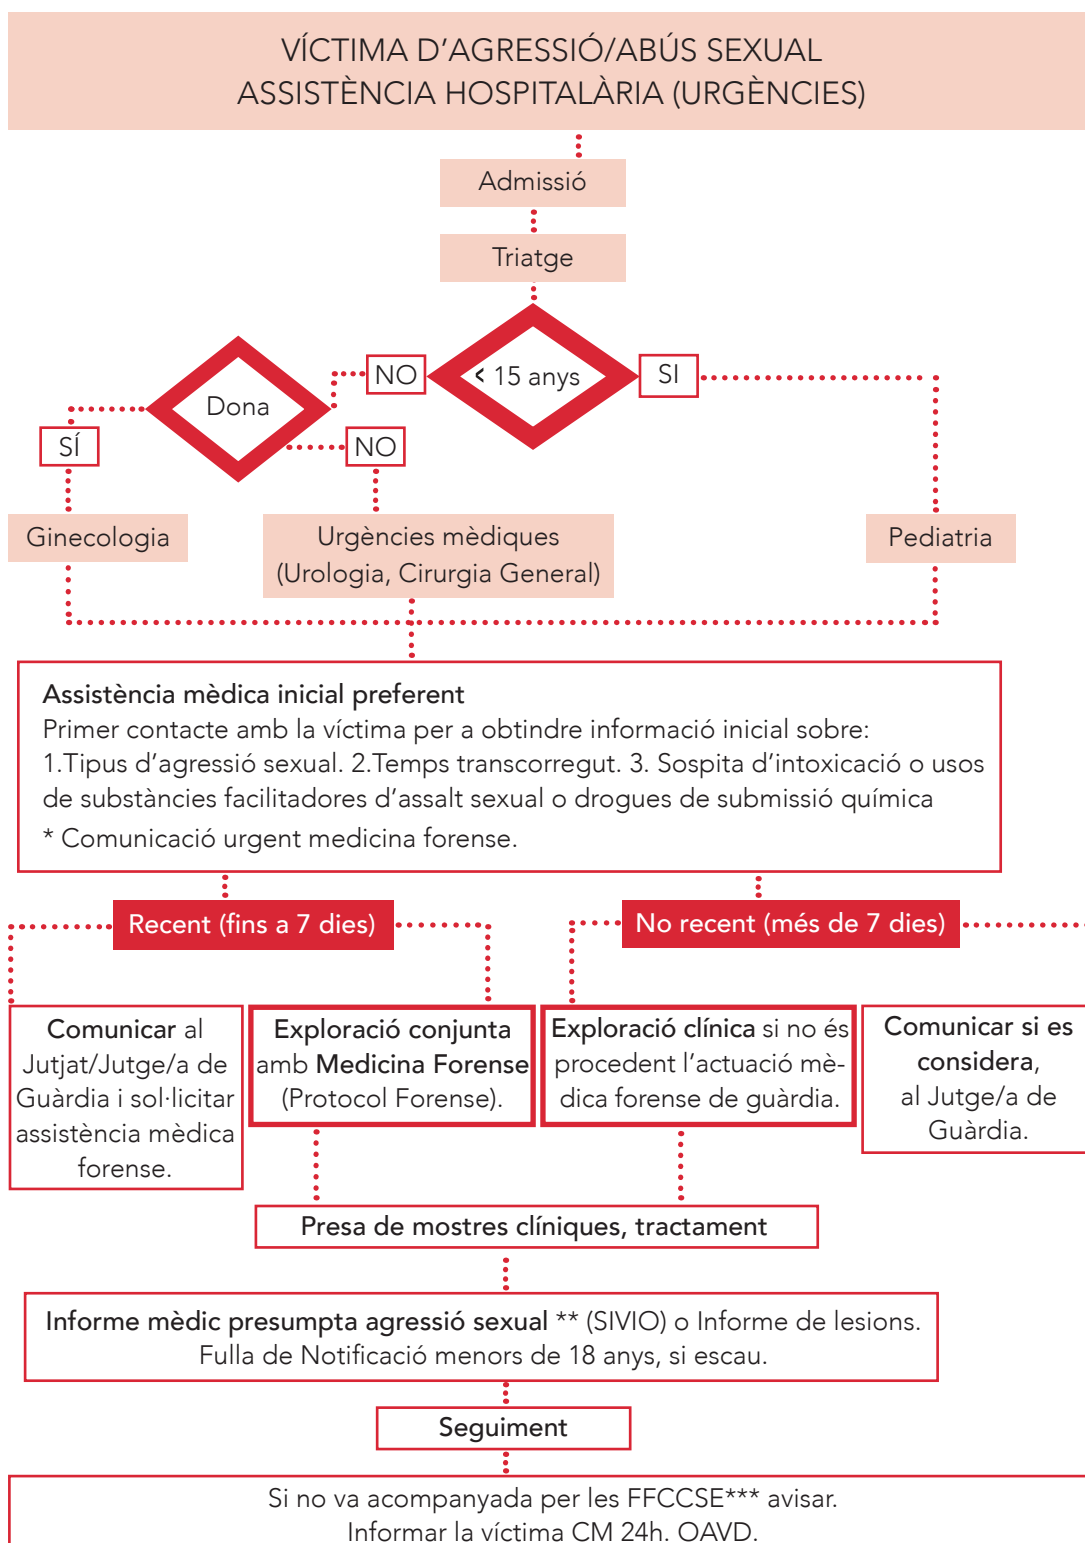 VÍCTIMA D'AGRESSIÓ/ABÚS SEXUAL
ASSISTÈNCIA HOSPITALÀRIA (URGÈNCIES)
Admissió
Triatge
< 15 anys
NO
SI
Dona
SÍ
NO
Ginecologia
Urgències mèdiques
(Urologia, Cirurgia General)
Pediatria
Assistència mèdica inicial preferent
Primer contacte amb la víctima per a obtindre informació inicial sobre:
1.Tipus d'agressió sexual. 2.Temps transcorregut. 3. Sospita d'intoxicació o usos
de substàncies facilitadores d'assalt sexual o drogues de submissió química
* Comunicació urgent medicina forense.
Recent (fins a 7 dies)
No recent (més de 7 dies)
Comunicar al
Jutjat/Jutge/a de
Guàrdia i sol·licitar
assistència mèdica
forense.
Exploració conjunta
amb Medicina Forense
(Protocol Forense).
Exploració clínica si no és
procedent l'actuació mè-
dica forense de guàrdia.
Comunicar si es
considera,
al Jutge/a de
Guàrdia.
Presa de mostres clíniques, tractament
Informe mèdic presumpta agressió sexual ** (SIVIO) o Informe de lesions.
Fulla de Notificació menors de 18 anys, si escau.
Seguiment
Si no va acompanyada per les FFCCSE*** avisar.
Informar la víctima CM 24h. OAVD.